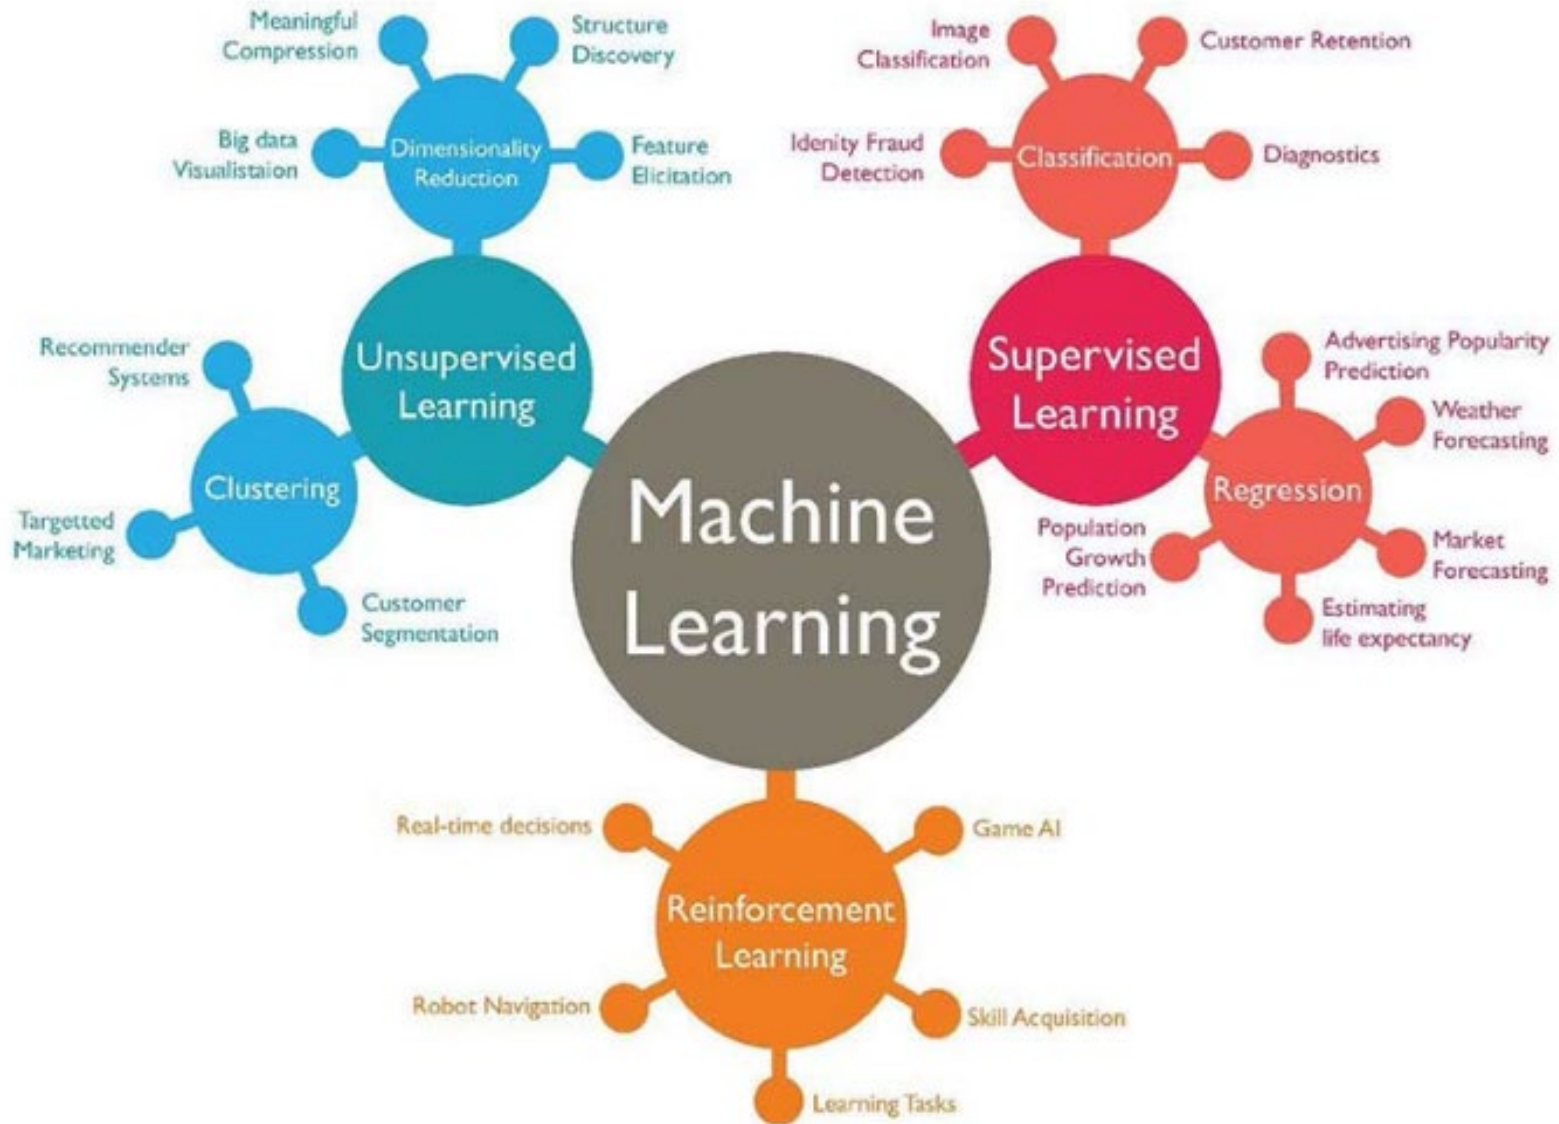 Meaningful
Compression
Structure
Discovery
Big data
Visualistaion
Dimensionality
Reduction
Feature
Elicitation
Image
Classification
Customer Retention
Idenity Fraud
Detection
Classification
Diagnostics
Recommender
Systems
Unsupervised
Learning
Clustering
Targetted
Marketing
Customer
Segmentation
Machine
Learning
Supervised
Learning
Advertising Popularity
Prediction
Weather
Forecasting
Regression
Population
Growth
Prediction
Market
Forecasting
Estimating
life expectancy
Real-time decisions
Game AI
Reinforcement
Learning
Robot Navigation
Skill Acquisition
Learning Tasks